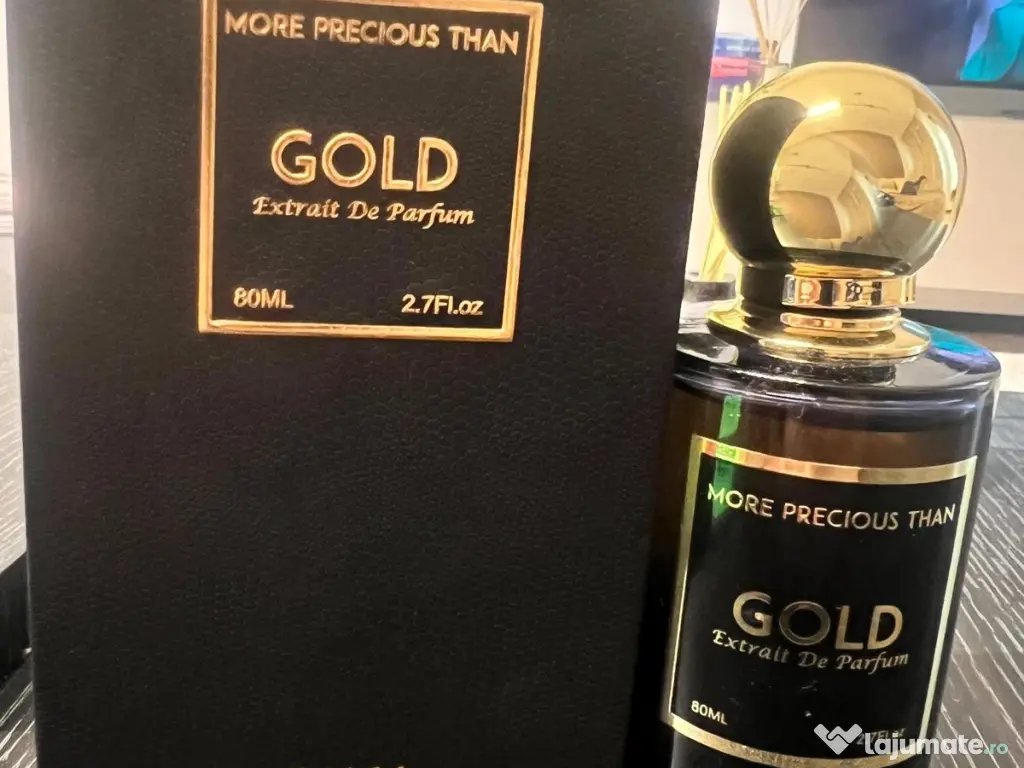 MORE PRECIOUS THAN
GOLD
Extrait De Parfum
80ML 2.7Fl.oz
MORE PRECIOUS THAN
GOLD
Extrait De Parfum
80ML
lajumate.ro